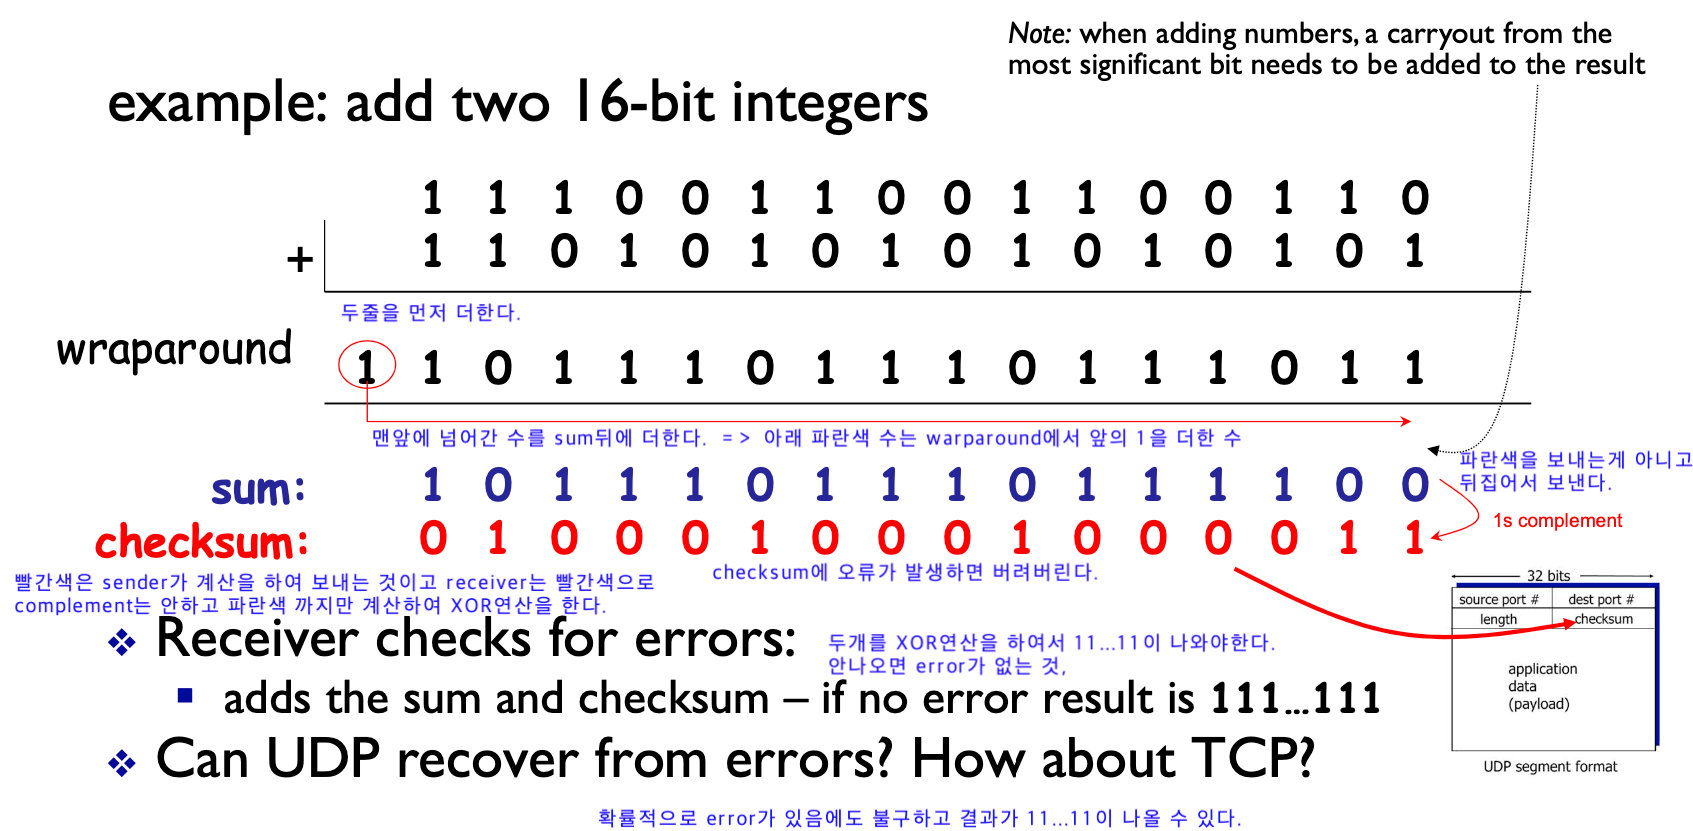 Note: when adding numbers, a carryout from the
most significant bit needs to be added to the result
example: add two 16-bit integers
1 1 1 0 0 1 1 0 0 1 1 0 0 1 1 0
+ 1 1 0 1 0 1 0 1 0 1 0 1 0 1 0 1
두줄을 먼저 더한다.
wraparound 1 1 0 1 1 1 0 1 1 1 0 1 1 1 0 1 1
맨앞에 넘어간 수를 sum뒤에 더한다. => 아래 파란색 수는 warparound에서 앞의 1을 더한 수
파란색을 보내는게 아니고
뒤집어서 보낸다.
sum: 1 0 1 1 1 0 1 1 1 0 1 1 1 1 0 0
1s complement
checksum: 0 1 0 0 0 1 0 0 0 1 0 0 0 0 1 1
빨간색은 sender가 계산을 하여 보내는 것이고 receiver는 빨간색으로
complement는 안하고 파란색 까지만 계산하여 XOR연산을 한다.
checksum에 오류가 발생하면 버려버린다.
32 bits
source port # dest port #
length checksum
application
data
(payload)
UDP segment format
Receiver checks for errors:
두개를 XOR연산을 하여서 11...11이 나와야한다.
안나오면 error가 없는 것,
adds the sum and checksum – if no error result is 111...111
Can UDP recover from errors? How about TCP?
확률적으로 error가 있음에도 불구하고 결과가 11...11이 나올 수 있다.